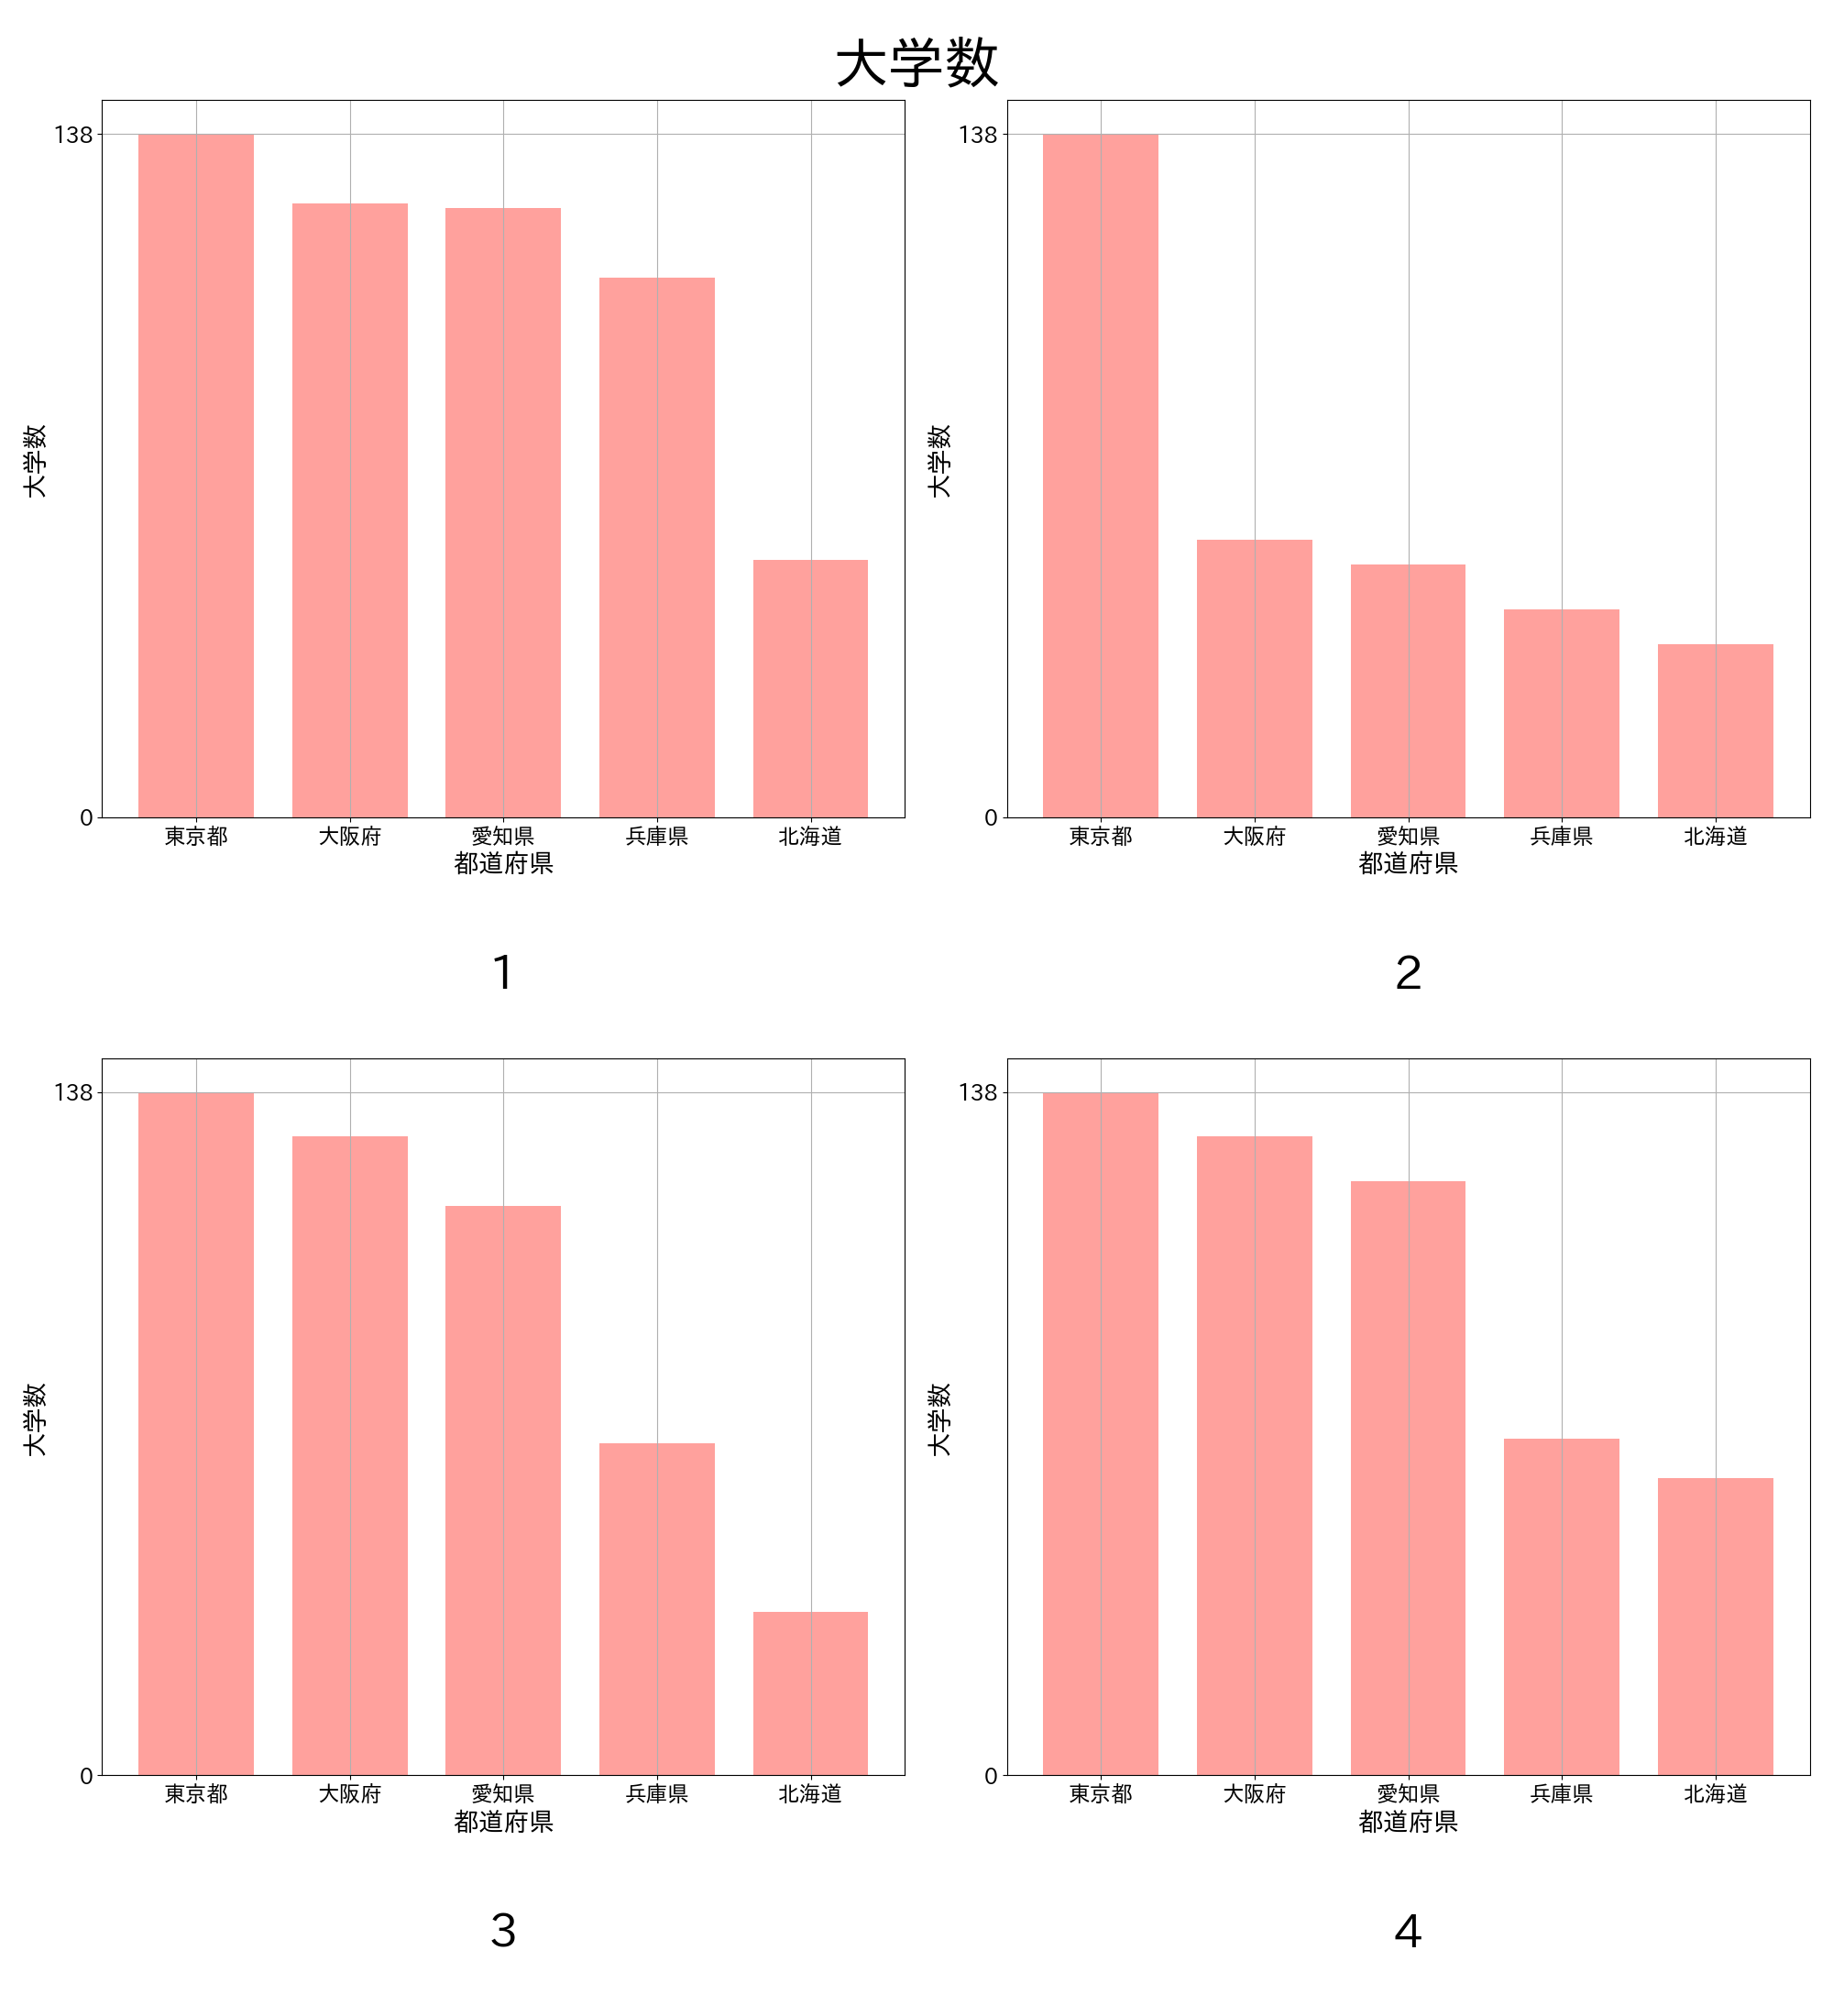 大学数
138
大学数
0
東京都 大阪府 愛知県 兵庫県 北海道
都道府県
1
138
大学数
0
東京都 大阪府 愛知県 兵庫県 北海道
都道府県
2
138
大学数
0
東京都 大阪府 愛知県 兵庫県 北海道
都道府県
3
138
大学数
0
東京都 大阪府 愛知県 兵庫県 北海道
都道府県
4